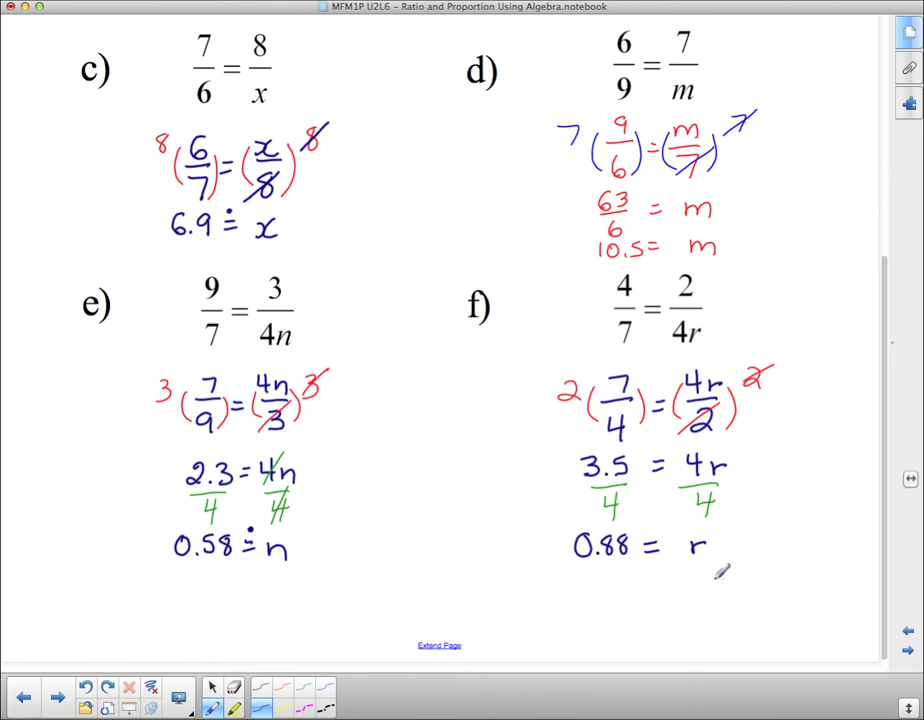 MFM1P U2L6 - Ratio and Proportion Using Algebra.notebook
c) 7/6 = 8/x
8 (6/7) = (x/8) 8
6.9 ≐ x
d) 6/9 = 7/m
7 (9/6) = (m/7) 7
63/6 = m
10.5 = m
e) 9/7 = 3/4n
3 (7/9) = (4n/3) 3
2.3/4 = 4n/4
0.58 ≐ n
f) 4/7 = 2/4r
2 (7/4) = (4r/2) 2
3.5/4 = 4r/4
0.88 = r
Extend Page